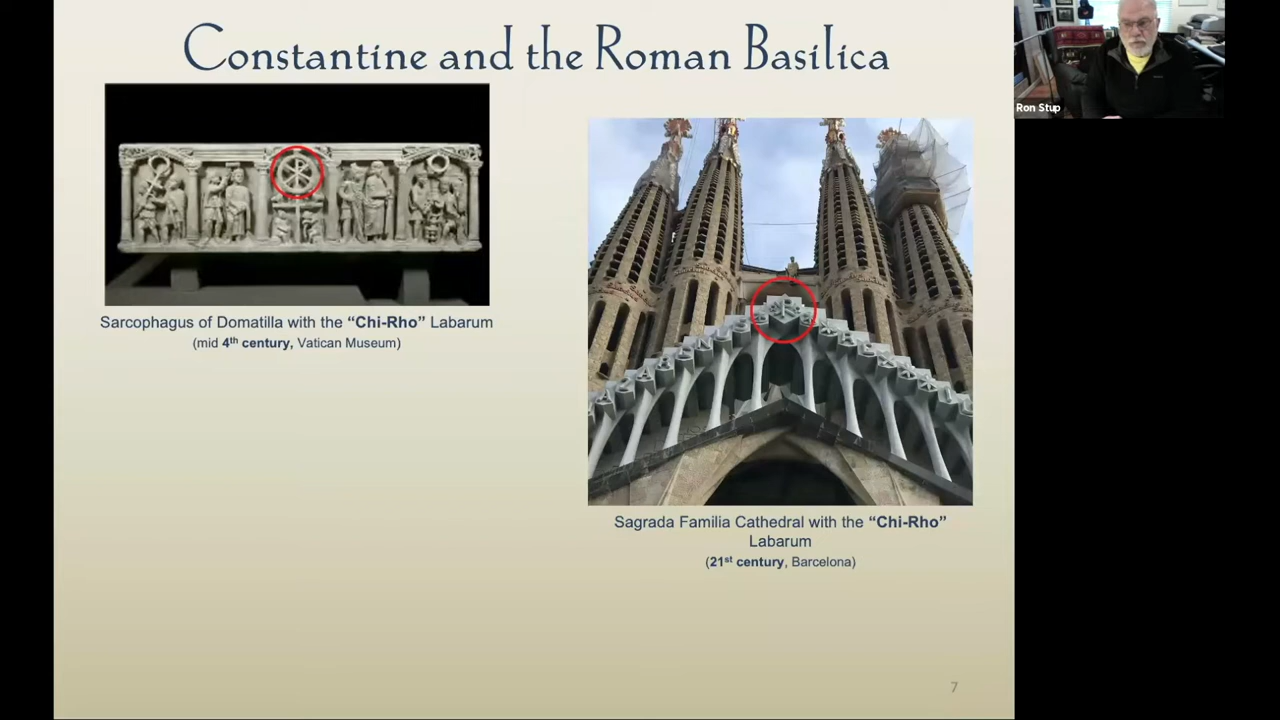 Constantine and the Roman Basilica
Ron Stup
Sarcophagus of Domatilla with the “Chi-Rho” Labarum
(mid 4th century, Vatican Museum)
Sagrada Familia Cathedral with the “Chi-Rho”
Labarum
(21st century, Barcelona)
7